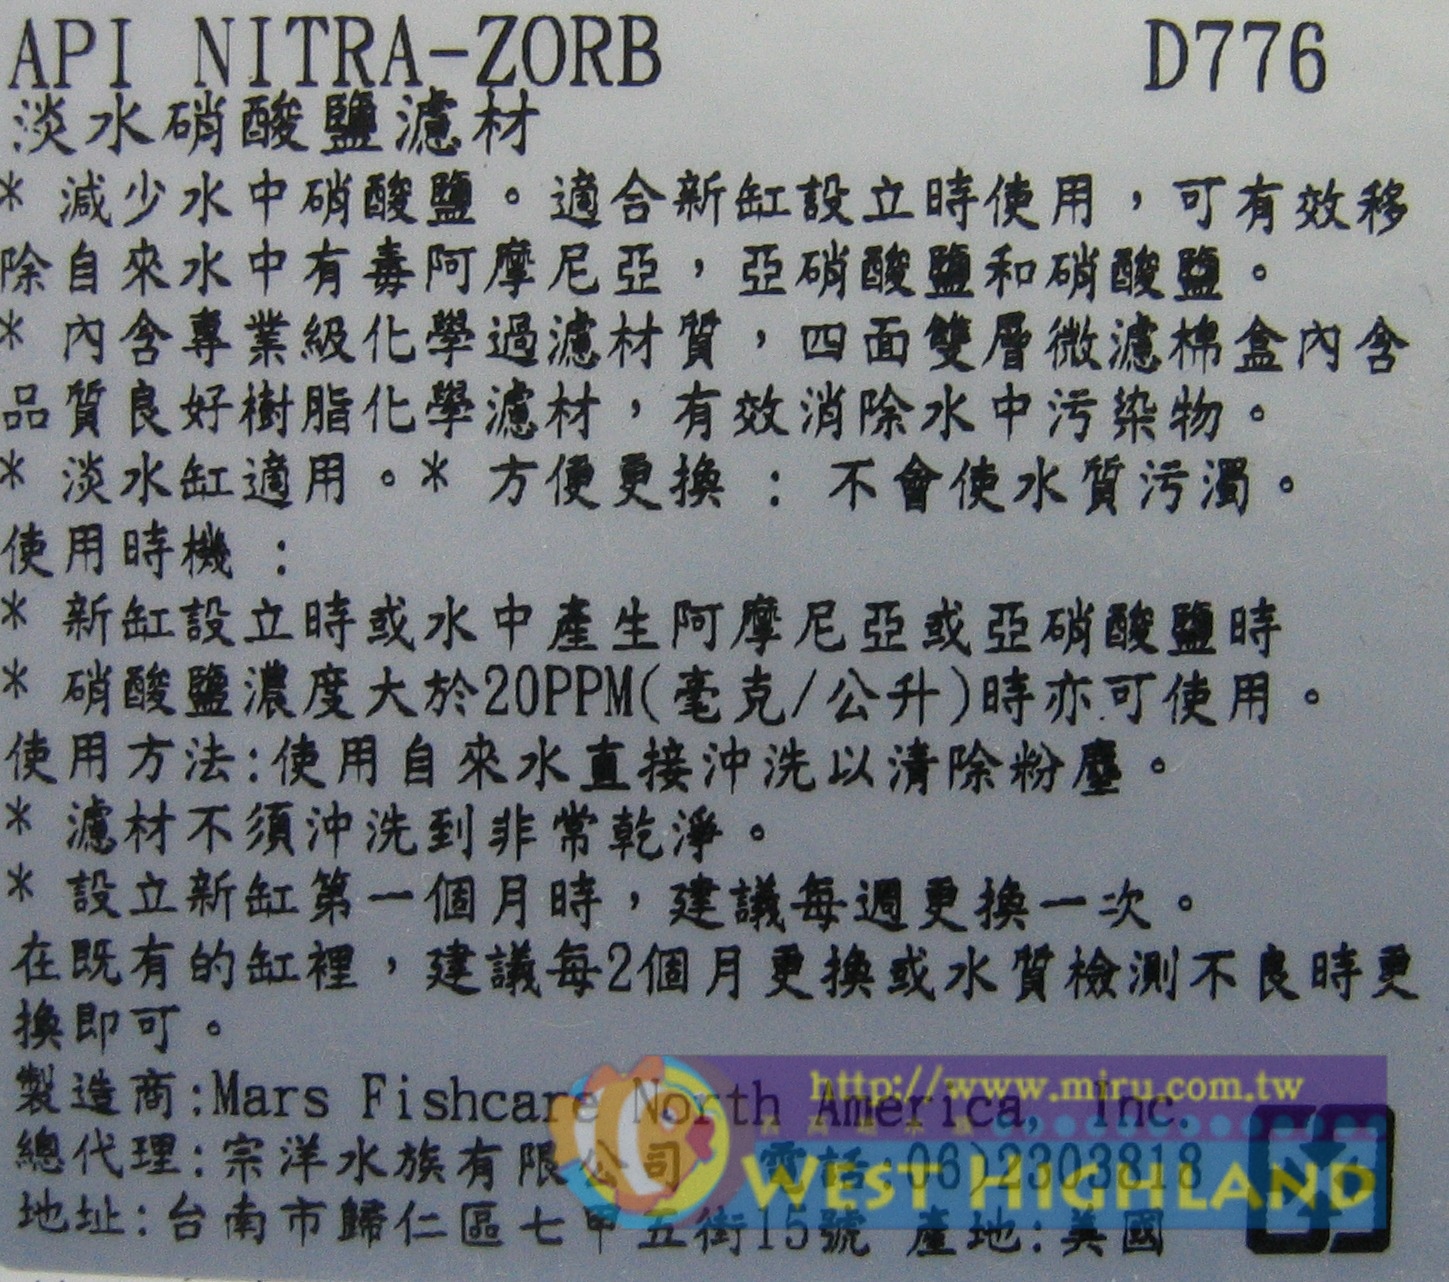 API NITRA-ZORB D776
淡水硝酸鹽濾材
* 減少水中硝酸鹽。適合新缸設立時使用，可有效移
除自來水中有毒阿摩尼亞，亞硝酸鹽和硝酸鹽。
* 內含專業級化學過濾材質，四面雙層微濾棉盒內含
品質良好樹脂化學濾材，有效消除水中污染物。
* 淡水缸適用。* 方便更換：不會使水質污濁。
使用時機：
* 新缸設立時或水中產生阿摩尼亞或亞硝酸鹽時
* 硝酸鹽濃度大於20PPM(毫克/公升)時亦可使用。
使用方法:使用自來水直接沖洗以清除粉塵。
* 濾材不須沖洗到非常乾淨。
* 設立新缸第一個月時，建議每週更換一次。
在既有的缸裡，建議每2個月更換或水質檢測不良時更
換即可。
製造商:Mars Fishcare North America, Inc.
http://www.miru.com.tw
總代理:宗洋水族有限公司 電話:06)2303818
WEST HIGHLAND
地址:台南市歸仁區七甲五街15號 產地:美國